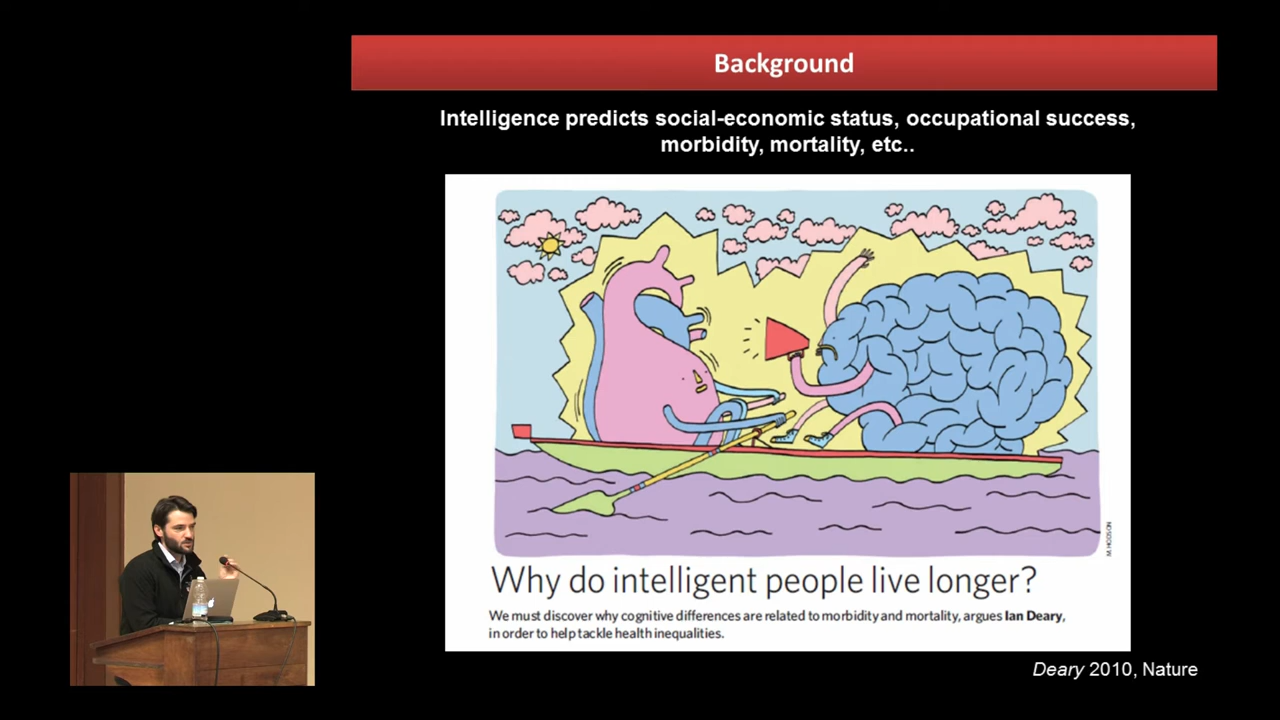 Background
Intelligence predicts social-economic status, occupational success,
morbidity, mortality, etc..
M. HODSON
Why do intelligent people live longer?
We must discover why cognitive differences are related to morbidity and mortality, argues Ian Deary,
in order to help tackle health inequalities.
Deary 2010, Nature